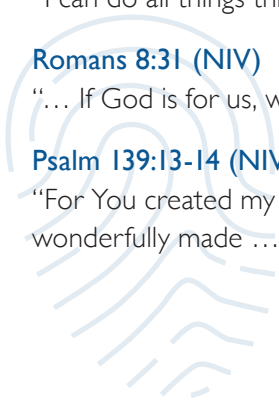 I can do all things th
Romans 8:31 (NIV)
“… If God is for us, w
Psalm 139:13-14 (NIV
“For You created my
wonderfully made …